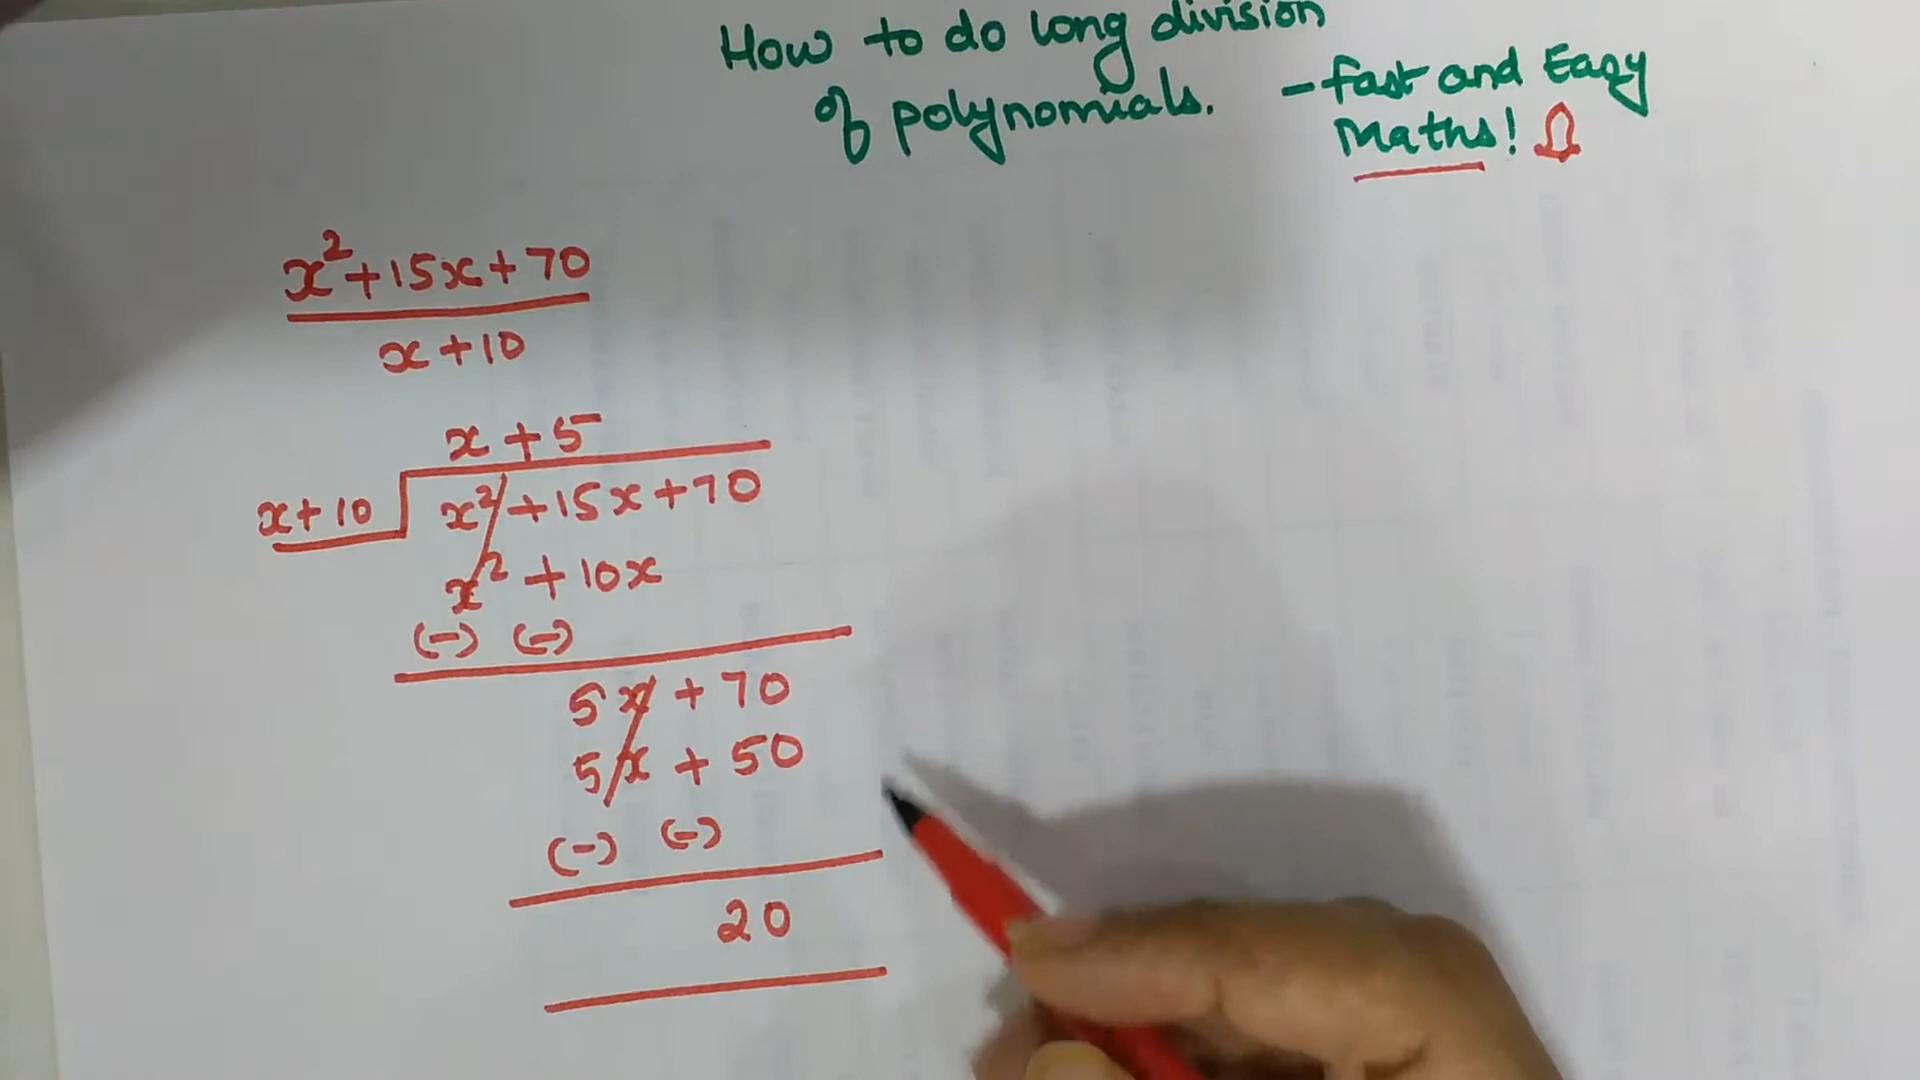 How to do long division
of polynomials.
- Fast and Eazy
Maths!
x²+15x+70
x+10
x + 5
x+10 x²+15x+70
x² + 10x
(-) (-)
5x + 70
5x + 50
(-) (-)
20